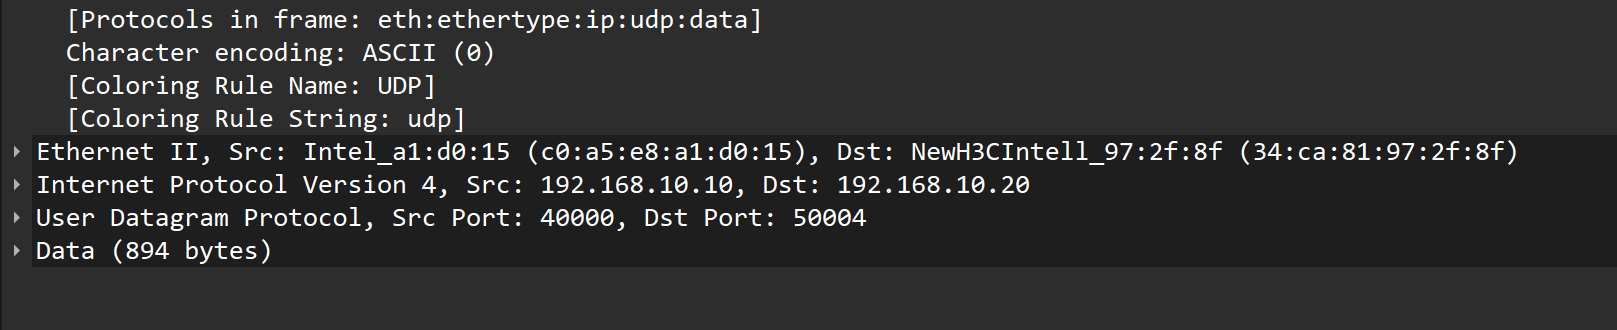 [Protocols in frame: eth:ethertype:ip:udp:data]
Character encoding: ASCII (0)
[Coloring Rule Name: UDP]
[Coloring Rule String: udp]
Ethernet II, Src: Intel_a1:d0:15 (c0:a5:e8:a1:d0:15), Dst: NewH3CIntell_97:2f:8f (34:ca:81:97:2f:8f)
Internet Protocol Version 4, Src: 192.168.10.10, Dst: 192.168.10.20
User Datagram Protocol, Src Port: 40000, Dst Port: 50004
Data (894 bytes)